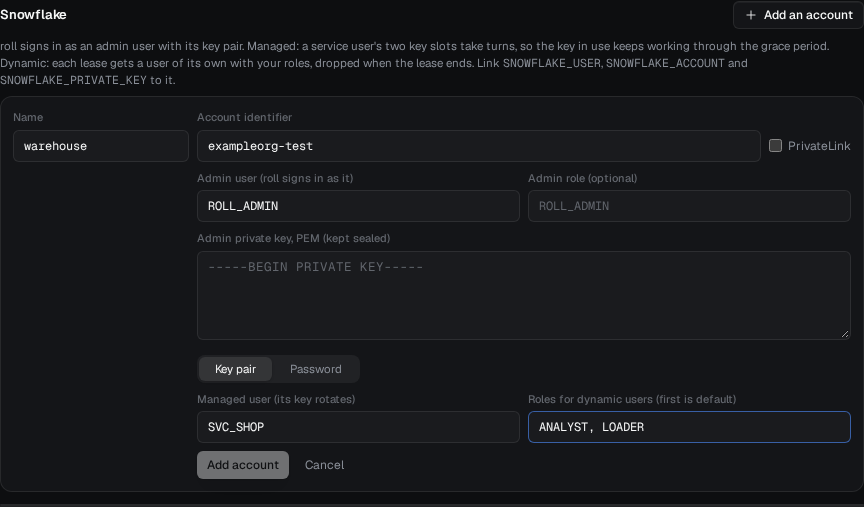 Snowflake
+ Add an account
roll signs in as an admin user with its key pair. Managed: a service user's two key slots take turns, so the key in use keeps working through the grace period.
Dynamic: each lease gets a user of its own with your roles, dropped when the lease ends. Link SNOWFLAKE_USER, SNOWFLAKE_ACCOUNT and
SNOWFLAKE_PRIVATE_KEY to it.
Name
Account identifier
warehouse
exampleorg-test
PrivateLink
Admin user (roll signs in as it)
Admin role (optional)
ROLL_ADMIN
ROLL_ADMIN
Admin private key, PEM (kept sealed)
-----BEGIN PRIVATE KEY-----
Key pair
Password
Managed user (its key rotates)
Roles for dynamic users (first is default)
SVC_SHOP
ANALYST, LOADER
Add account
Cancel